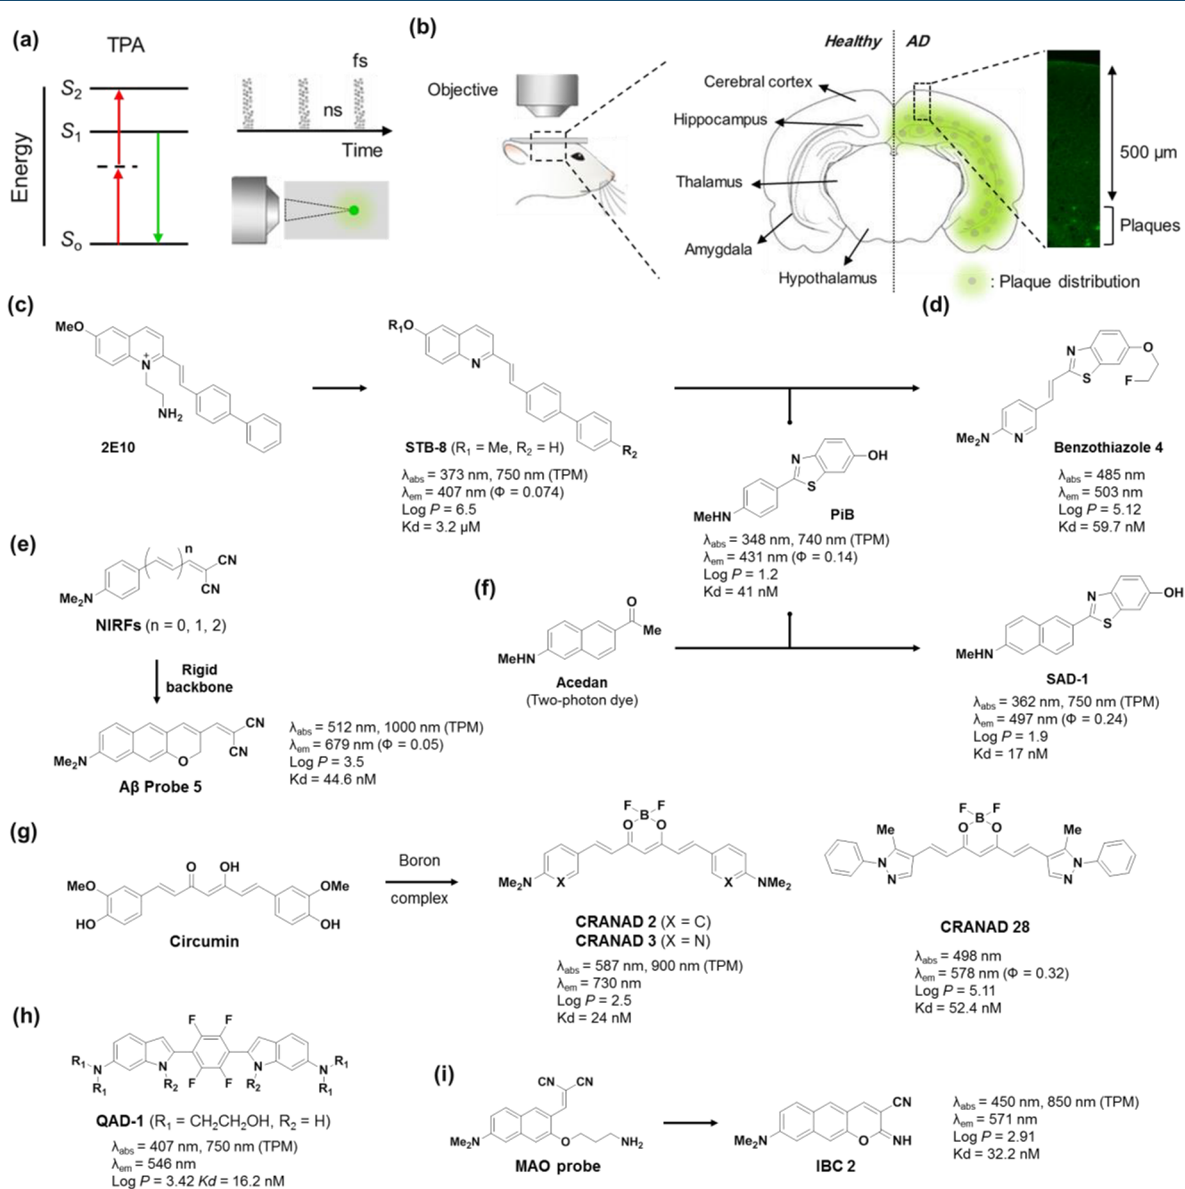 (a)
TPA
S2
S1
So
Energy
fs
ns
Time
(b)
Objective
Healthy
AD
Cerebral cortex
Hippocampus
Thalamus
Amygdala
Hypothalamus
500 μm
Plaques
: Plaque distribution
(c)
MeO
N
+
NH2
2E10
R1O
N
R2
STB-8 (R1 = Me, R2 = H)
λabs = 373 nm, 750 nm (TPM)
λem = 407 nm (Φ = 0.074)
Log P = 6.5
Kd = 3.2 μM
N
S
OH
MeHN
PiB
λabs = 348 nm, 740 nm (TPM)
λem = 431 nm (Φ = 0.14)
Log P = 1.2
Kd = 41 nM
(d)
N
S
O
F
Me2N
N
Benzothiazole 4
λabs = 485 nm
λem = 503 nm
Log P = 5.12
Kd = 59.7 nM
(e)
n
CN
CN
Me2N
NIRFs (n = 0, 1, 2)
Rigid
backbone
CN
CN
Me2N
O
Aβ Probe 5
λabs = 512 nm, 1000 nm (TPM)
λem = 679 nm (Φ = 0.05)
Log P = 3.5
Kd = 44.6 nM
(f)
O
Me
MeHN
Acedan
(Two-photon dye)
N
S
OH
MeHN
SAD-1
λabs = 362 nm, 750 nm (TPM)
λem = 497 nm (Φ = 0.24)
Log P = 1.9
Kd = 17 nM
(g)
O
OH
MeO
OMe
HO
OH
Circumin
Boron
complex
F
F
B
O
O
Me2N
X
X
NMe2
CRANAD 2 (X = C)
CRANAD 3 (X = N)
λabs = 587 nm, 900 nm (TPM)
λem = 730 nm
Log P = 2.5
Kd = 24 nM
F
F
B
O
O
Me
Me
N
N
N
N
CRANAD 28
λabs = 498 nm
λem = 578 nm (Φ = 0.32)
Log P = 5.11
Kd = 52.4 nM
(h)
F
F
R1
N
R1
N
R2
F
F
N
R2
N
R1
R1
QAD-1 (R1 = CH2CH2OH, R2 = H)
λabs = 407 nm, 750 nm (TPM)
λem = 546 nm
Log P = 3.42 Kd = 16.2 nM
(i)
CN
CN
Me2N
O
NH2
MAO probe
CN
Me2N
O
NH
IBC 2
λabs = 450 nm, 850 nm (TPM)
λem = 571 nm
Log P = 2.91
Kd = 32.2 nM